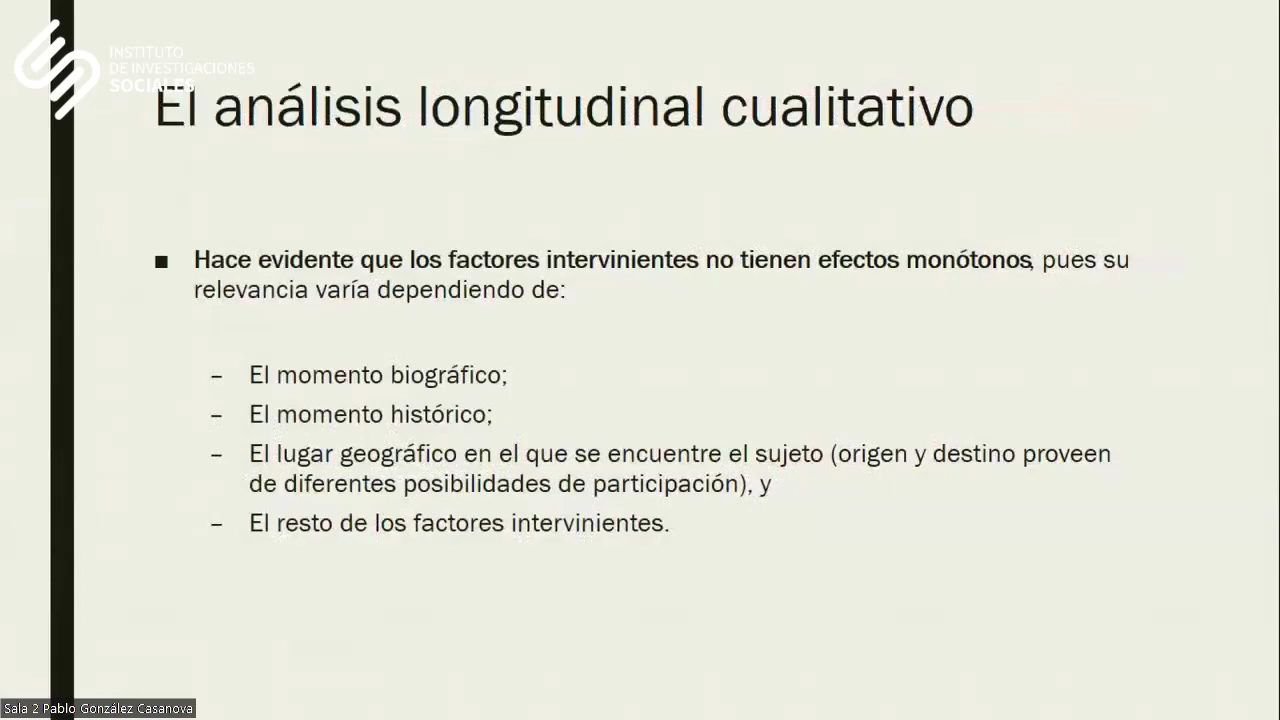 INSTITUTO
DE INVESTIGACIONES
SOCIALES
El análisis longitudinal cualitativo
■ Hace evidente que los factores intervinientes no tienen efectos monótonos, pues su
relevancia varía dependiendo de:
– El momento biográfico;
– El momento histórico;
– El lugar geográfico en el que se encuentre el sujeto (origen y destino proveen
de diferentes posibilidades de participación), y
– El resto de los factores intervinientes.
Sala 2 Pablo González Casanova